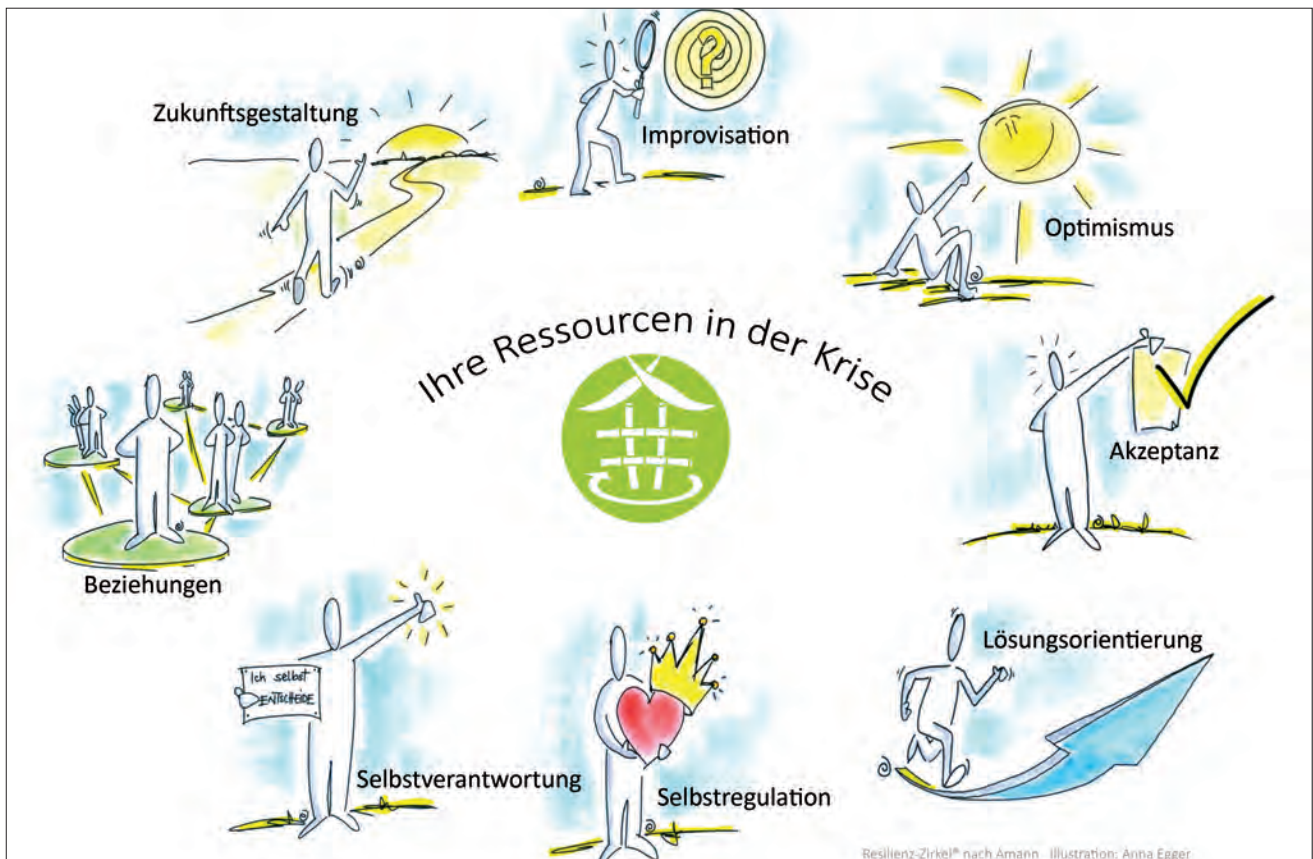 Zukunftsgestaltung
?
Improvisation
Optimismus
Ihre Ressourcen in der Krise
Akzeptanz
Beziehungen
Lösungsorientierung
Ich selbst
ENTSCHEIDE
Selbstverantwortung
Selbstregulation
Resilienz-Zirkel® nach Amann Illustration: Anna Egger